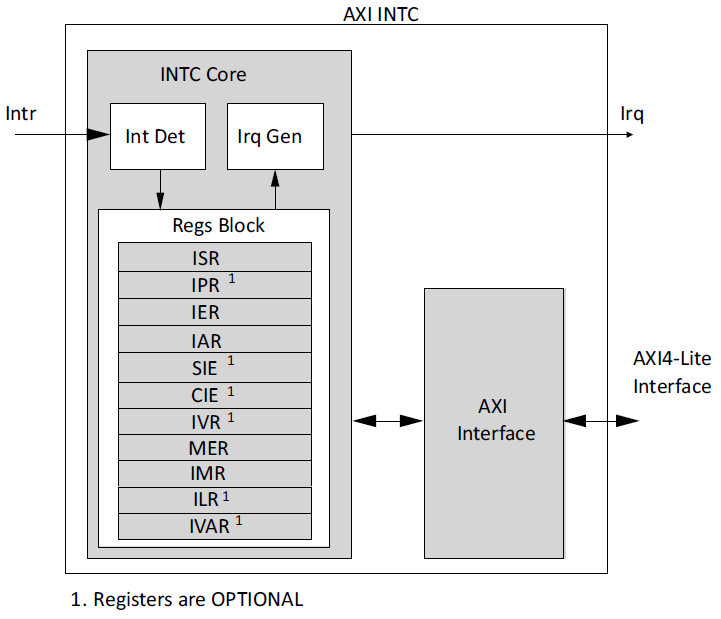 AXI INTC
INTC Core
Intr
Int Det
Irq Gen
Irq
Regs Block
ISR
IPR 1
IER
IAR
SIE 1
CIE 1
IVR 1
MER
IMR
ILR 1
IVAR 1
AXI
Interface
AXI4-Lite
Interface
1. Registers are OPTIONAL